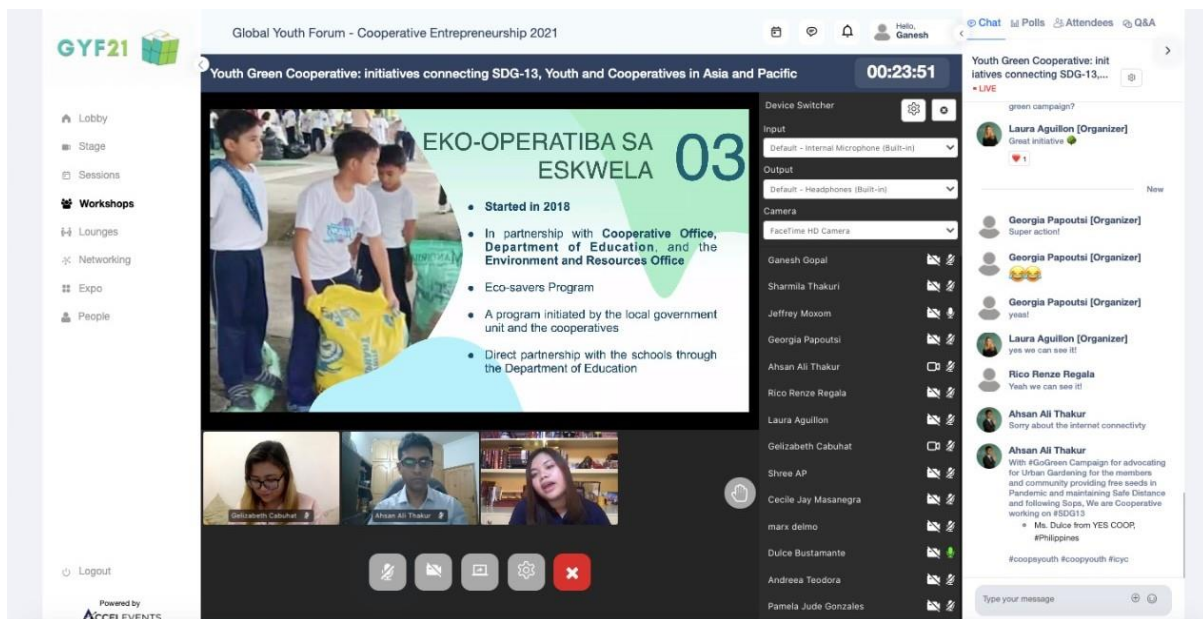 GYF21
Lobby
Stage
Sessions
Workshops
Lounges
Networking
Expo
People
Logout
Powered by
ACCELEVENTS
Global Youth Forum - Cooperative Entrepreneurship 2021
Hello,
Ganesh
Youth Green Cooperative: initiatives connecting SDG-13, Youth and Cooperatives in Asia and Pacific
00:23:51
EKO-OPERATIBA SA
ESKWELA
03
• Started in 2018
• In partnership with Cooperative Office,
Department of Education, and the
Environment and Resources Office
• Eco-savers Program
• A program initiated by the local government
unit and the cooperatives
• Direct partnership with the schools through
the Department of Education
Gelizabeth Cabuhat
Ahsan Ali Thakur
Device Switcher
Input
Default - Internal Microphone (Built-in)
Output
Default - Headphones (Built-in)
Camera
FaceTime HD Camera
Ganesh Gopal
Sharmila Thakuri
Jeffrey Moxom
Georgia Papoutsi
Ahsan Ali Thakur
Rico Renze Regala
Laura Aguillon
Gelizabeth Cabuhat
Shree AP
Cecile Jay Masanegra
marx delmo
Dulce Bustamante
Andreea Teodora
Pamela Jude Gonzales
Chat
Polls
Attendees
Q&A
Youth Green Cooperative: init
iatives connecting SDG-13,...
LIVE
green campaign?
Laura Aguillon [Organizer]
Great initiative
1
New
Georgia Papoutsi [Organizer]
Super action!
Georgia Papoutsi [Organizer]
😂😂
Georgia Papoutsi [Organizer]
yeas!
Laura Aguillon [Organizer]
yes we can see it!
Rico Renze Regala
Yeah we can see it!
Ahsan Ali Thakur
Sorry about the internet connectivty
Ahsan Ali Thakur
With #GoGreen Campaign for advocating
for Urban Gardening for the members
and community providing free seeds in
Pandemic and maintaining Safe Distance
and following Sops, We are Cooperative
working on #SDG13
Ms. Dulce from YES COOP,
#Philippines
#coopsyouth #coopyouth #icyc
Type your message